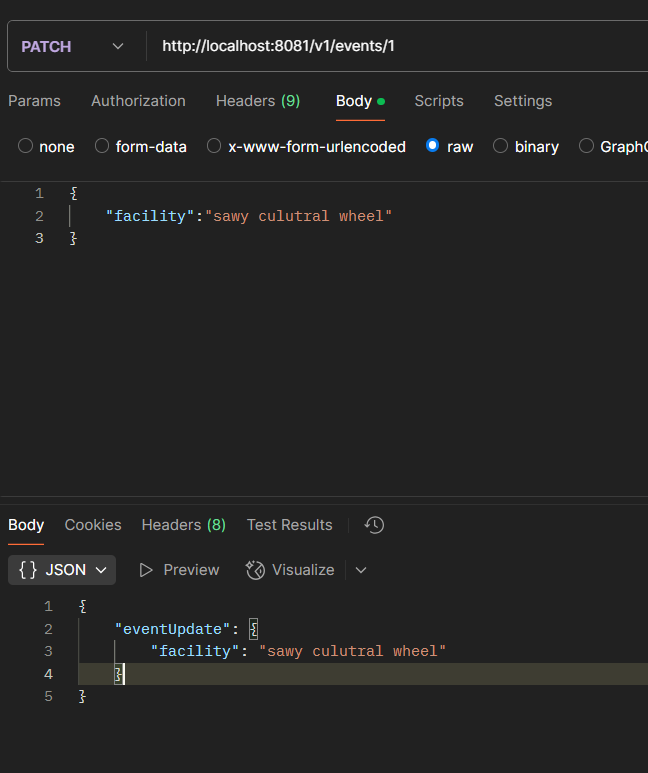 PATCH http://localhost:8081/v1/events/1
Params Authorization Headers (9) Body Scripts Settings
none form-data x-www-form-urlencoded raw binary GraphQ
1 {
2 "facility":"sawy culutral wheel"
3 }
Body Cookies Headers (8) Test Results
{} JSON Preview Visualize
1 {
2 "eventUpdate": {
3 "facility": "sawy culutral wheel"
4 }
5 }